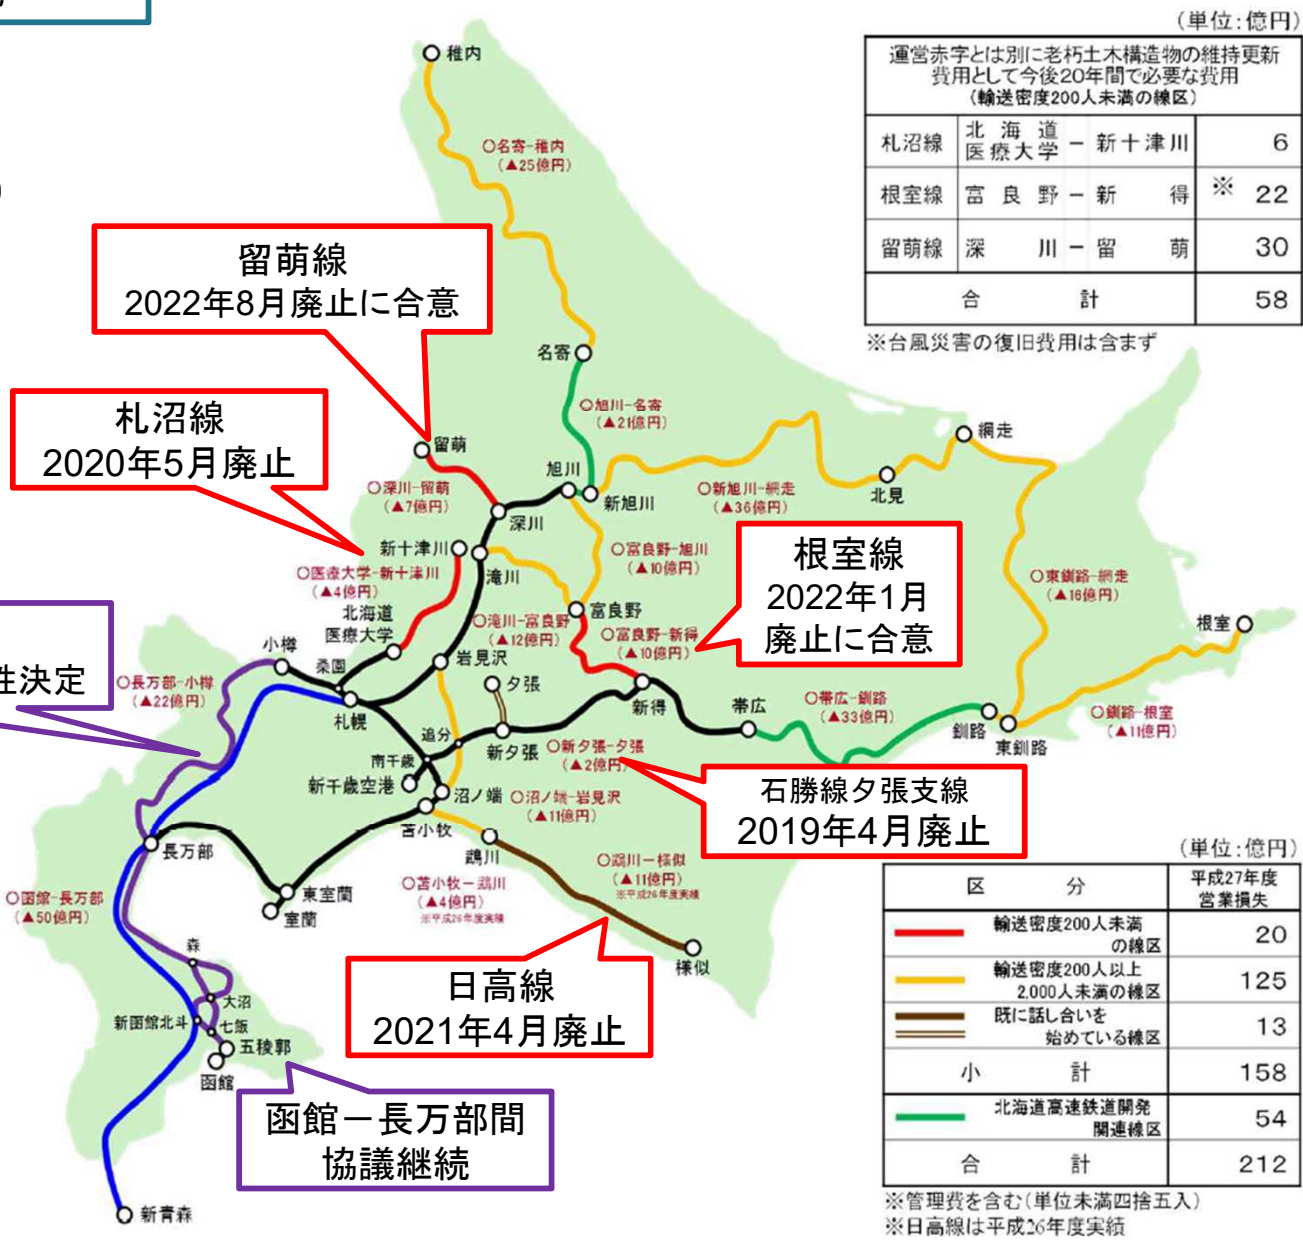 (単位:億円)
運営赤字とは別に老朽土木構造物の維持更新
費用として今後20年間で必要な費用
(輸送密度200人未満の線区)
札沼線 北海道医療大学 − 新十津川 6
根室線 富良野 − 新得 ※ 22
留萌線 深川 − 留萌 30
合計 58
※台風災害の復旧費用は含まず
稚内
○名寄−稚内
(▲25億円)
留萌線
2022年8月廃止に合意
名寄
○旭川−名寄
(▲21億円)
札沼線
2020年5月廃止
留萌
網走
旭川
新旭川
北見
○深川−留萌
(▲7億円)
○新旭川−網走
(▲36億円)
深川
新十津川
滝川
○富良野−旭川
(▲10億円)
根室線
2022年1月
廃止に合意
○医療大学−新十津川
(▲4億円)
○東釧路−網走
(▲16億円)
北海道
医療大学
○滝川−富良野
(▲12億円)
富良野
○富良野−新得
(▲10億円)
根室
小樽
桑園
岩見沢
夕張
性決定
○長万部−小樽
(▲22億円)
札幌
新得
帯広
○帯広−釧路
(▲33億円)
釧路
東釧路
○釧路−根室
(▲11億円)
追分
新夕張
○新夕張−夕張
(▲2億円)
南千歳
新千歳空港
沼ノ端
○沼ノ端−岩見沢
(▲11億円)
石勝線夕張支線
2019年4月廃止
苫小牧
長万部
鵡川
○鵡川−様似
(▲11億円)
※平成26年度実績
○苫小牧−鵡川
(▲4億円)
※平成26年度実績
○函館−長万部
(▲50億円)
東室蘭
室蘭
様似
森
大沼
日高線
2021年4月廃止
新函館北斗
七飯
五稜郭
函館
函館−長万部間
協議継続
新青森
(単位:億円)
区分 平成27年度営業損失
輸送密度200人未満の線区 20
輸送密度200人以上2,000人未満の線区 125
既に話し合いを始めている線区 13
小計 158
北海道高速鉄道開発関連線区 54
合計 212
※管理費を含む(単位未満四捨五入)
※日高線は平成26年度実績